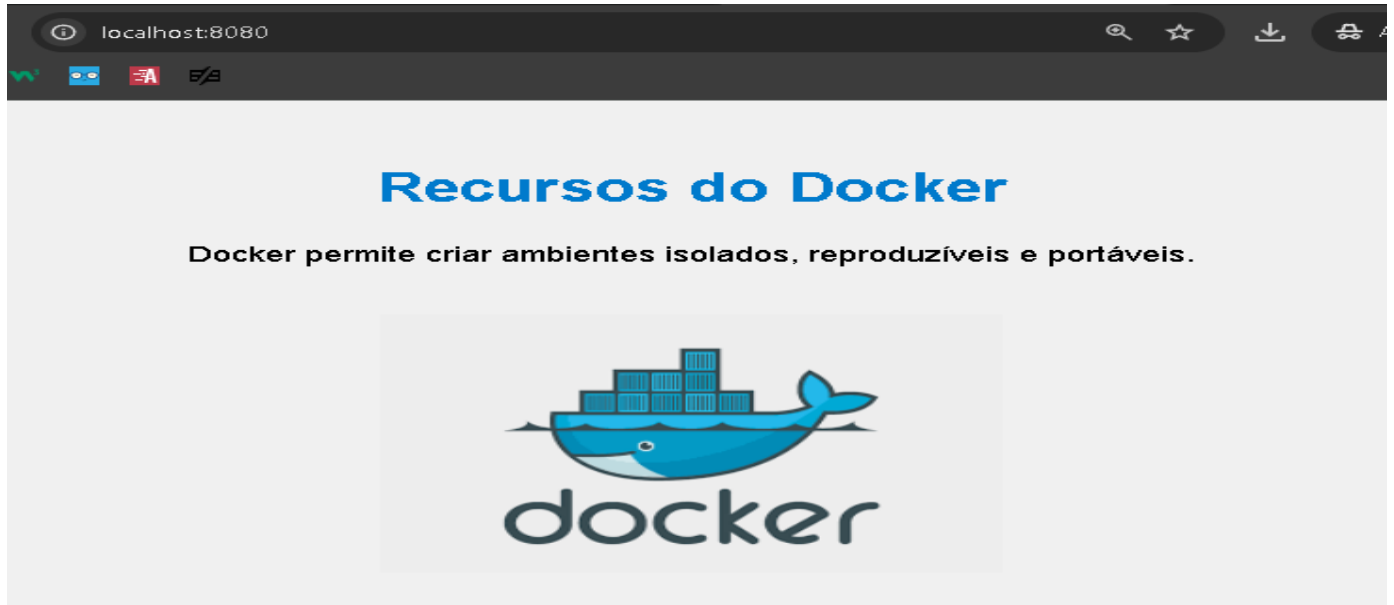 localhost:8080
Recursos do Docker
Docker permite criar ambientes isolados, reproduzíveis e portáveis.
docker